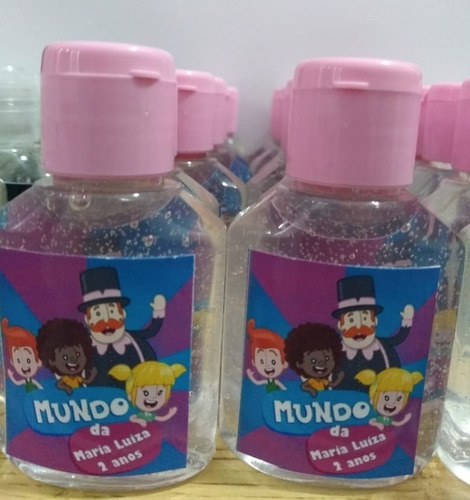 MUNDO
da
Maria Luiza
2 anos
MUNDO
da
Maria Luiza
2 anos